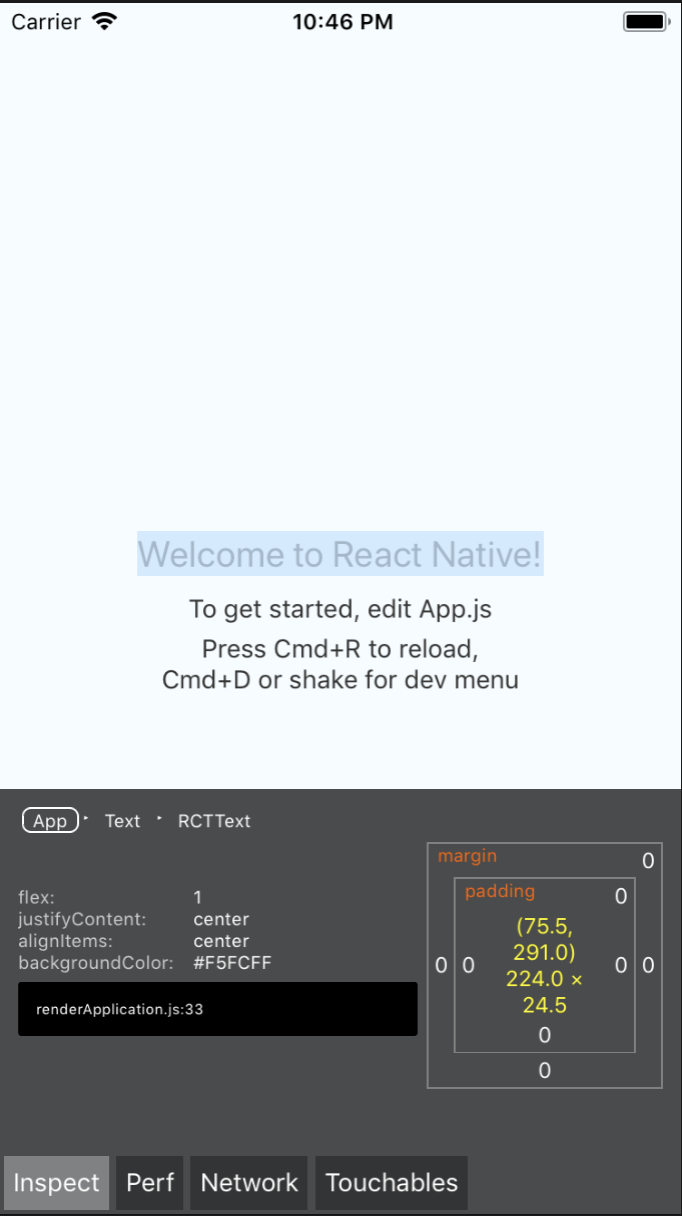 Carrier 10:46 PM
Welcome to React Native!
To get started, edit App.js
Press Cmd+R to reload,
Cmd+D or shake for dev menu
App Text RCTText
flex: 1
justifyContent: center
alignItems: center
backgroundColor: #F5FCFF
renderApplication.js:33
margin 0
padding 0
(75.5,
0 0 291.0) 0 0
224.0 ×
24.5
0
0
Inspect Perf Network Touchables